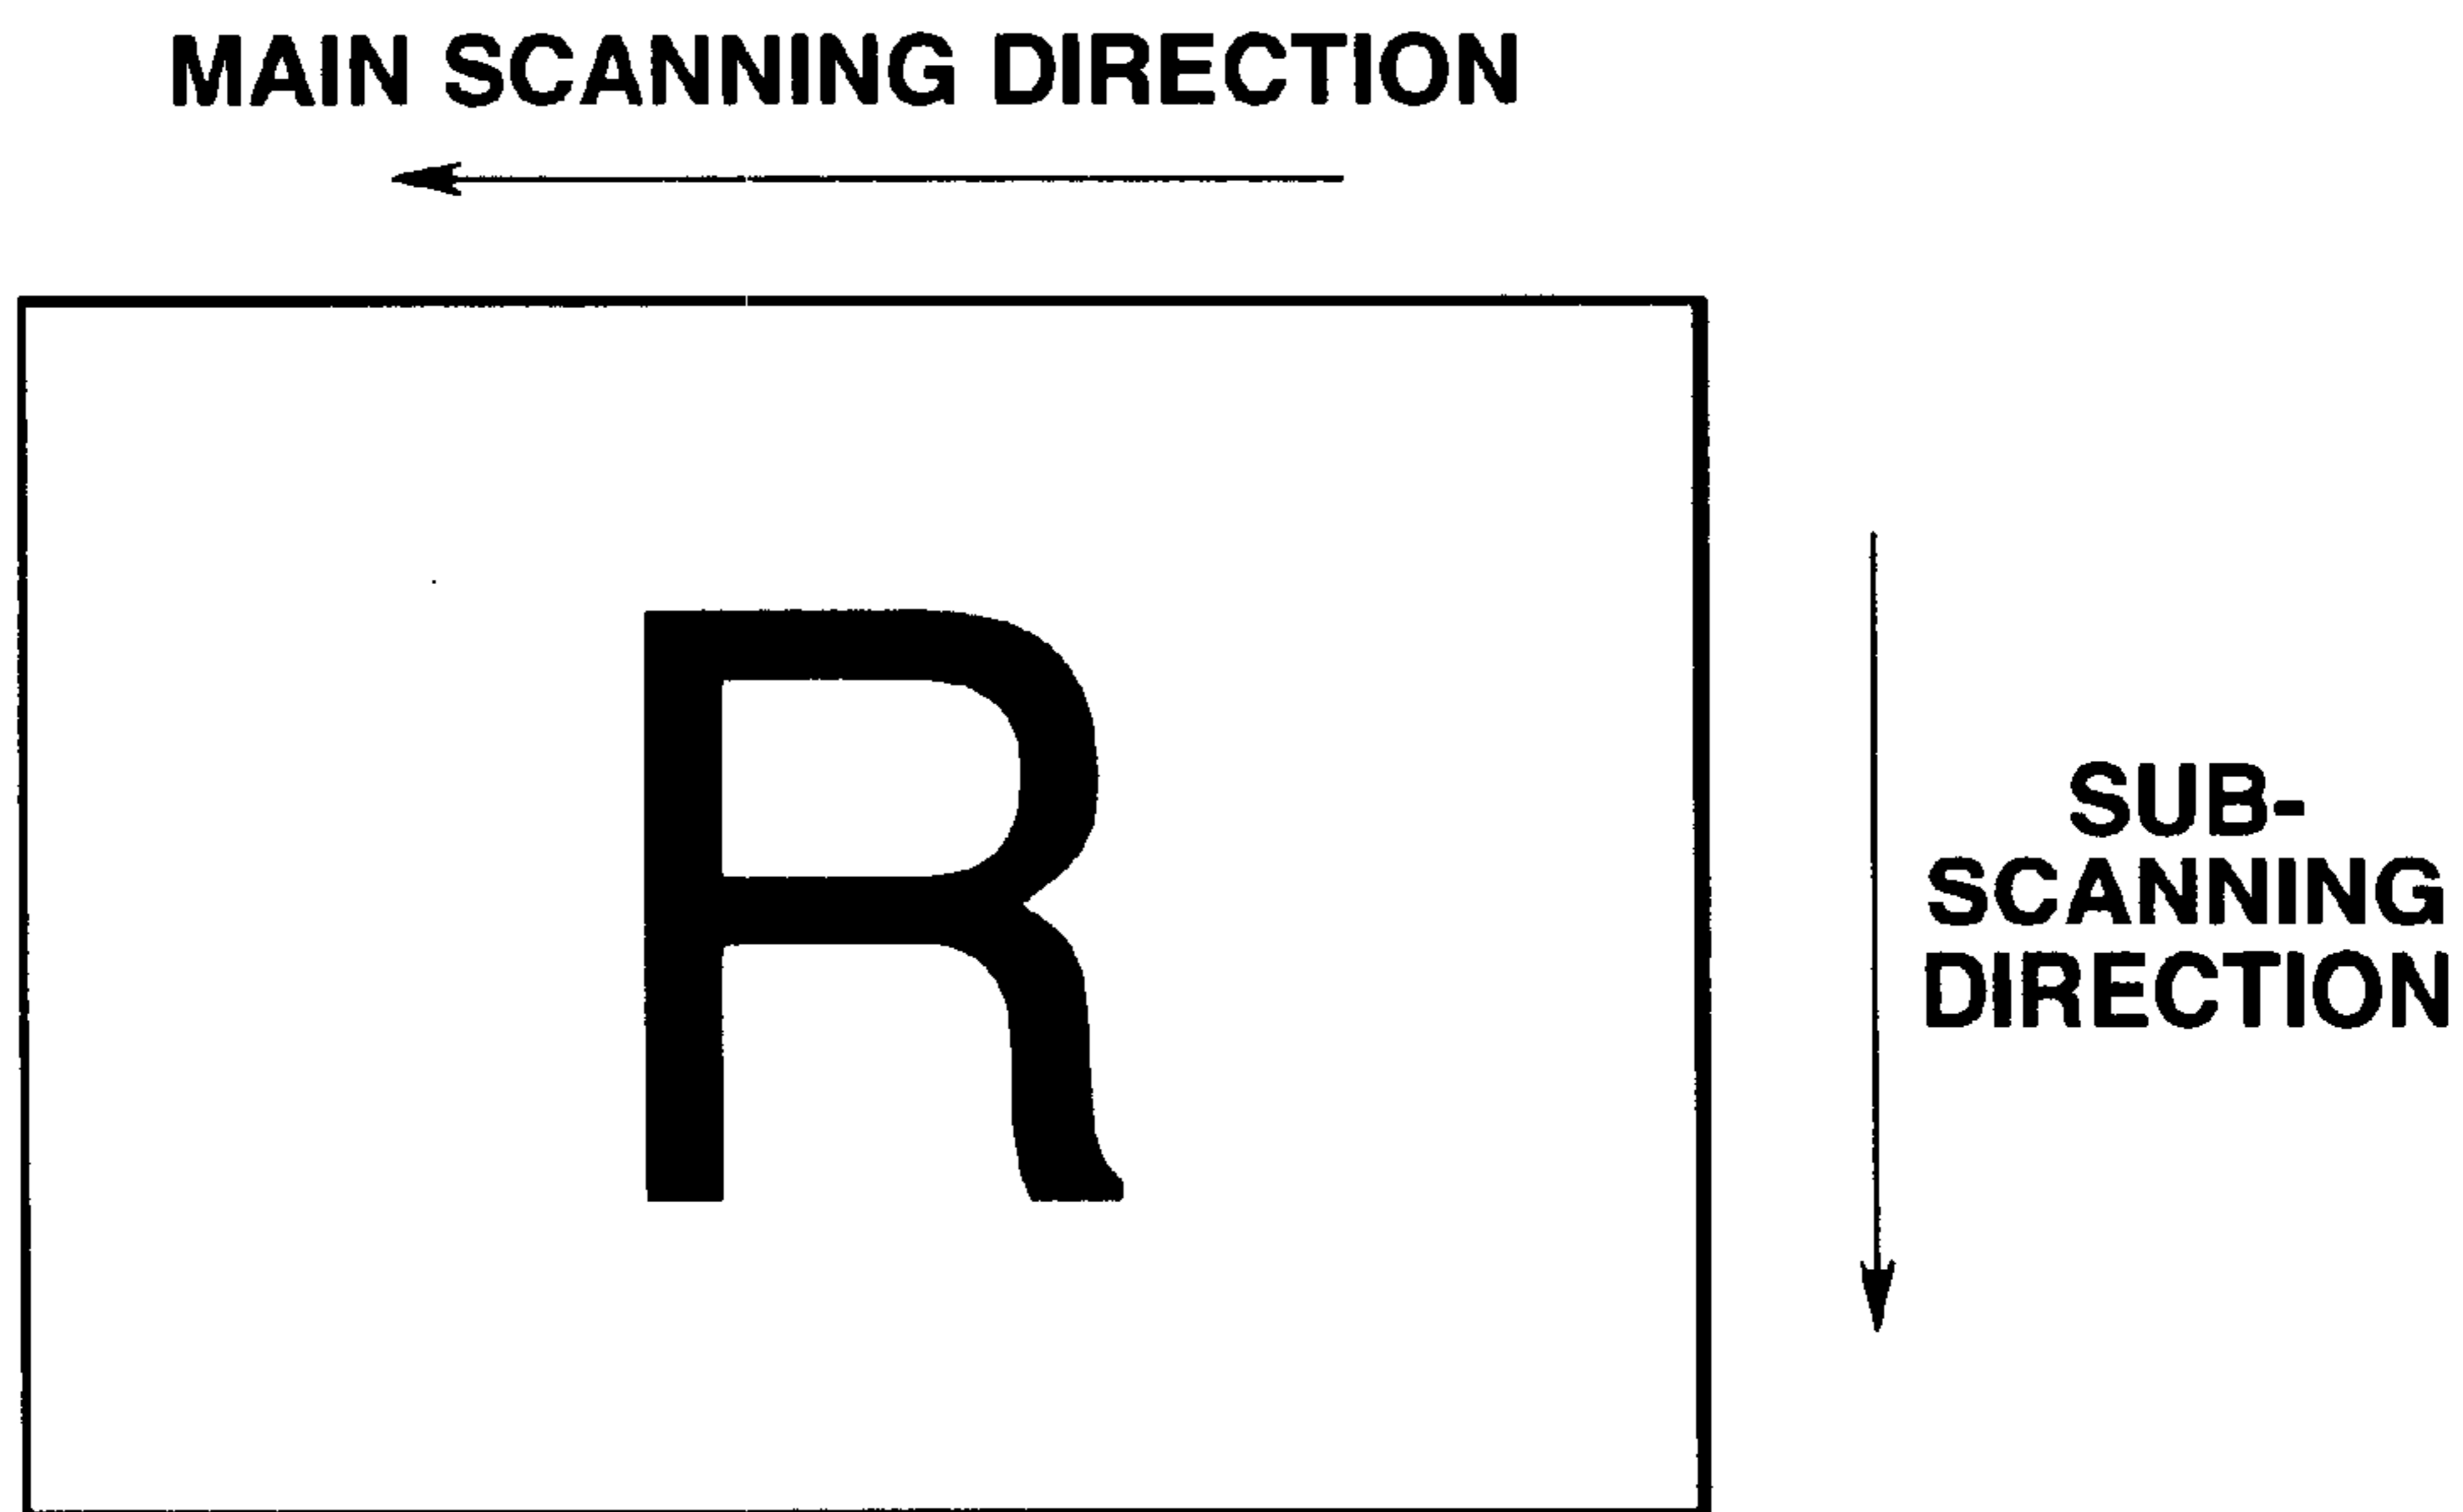 MAIN SCANNING DIRECTION
R
SUB-
SCANNING
DIRECTION